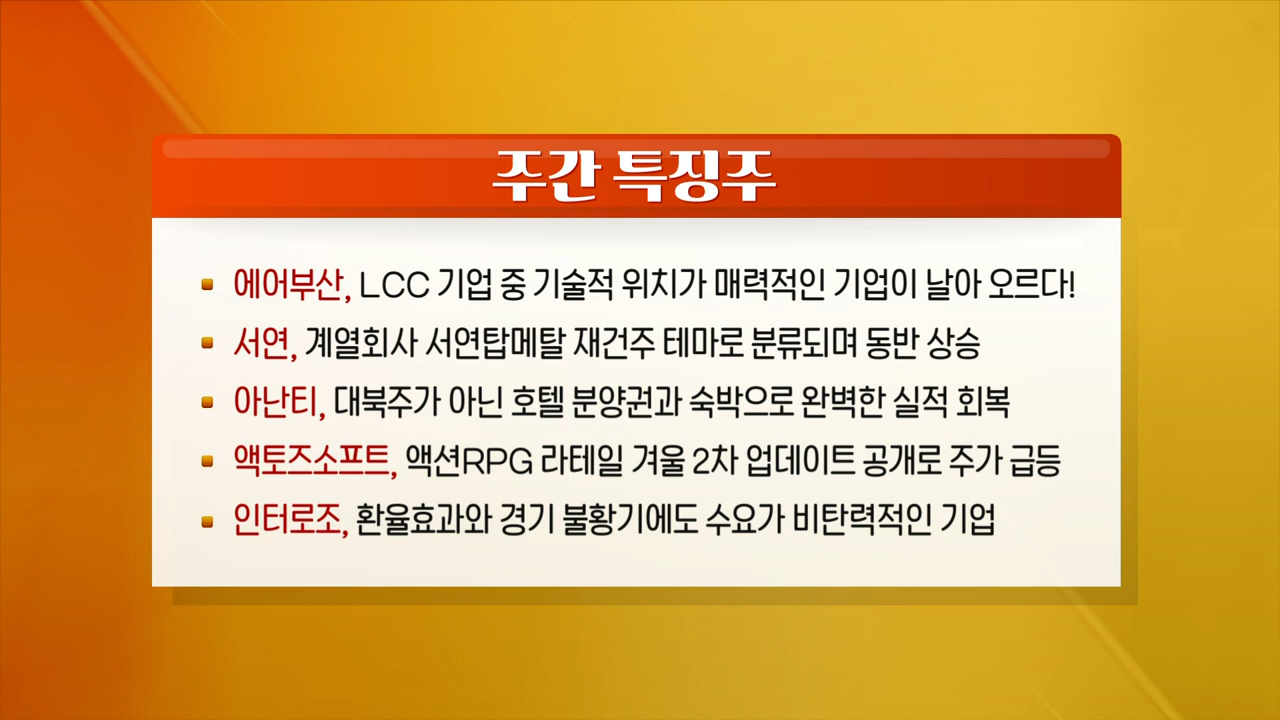 주간 특징주
에어부산, LCC 기업 중 기술적 위치가 매력적인 기업이 날아 오르다!
서연, 계열회사 서연탑메탈 재건주 테마로 분류되며 동반 상승
아난티, 대북주가 아닌 호텔 분양권과 숙박으로 완벽한 실적 회복
액토즈소프트, 액션RPG 라테일 겨울 2차 업데이트 공개로 주가 급등
인터로조, 환율효과와 경기 불황기에도 수요가 비탄력적인 기업